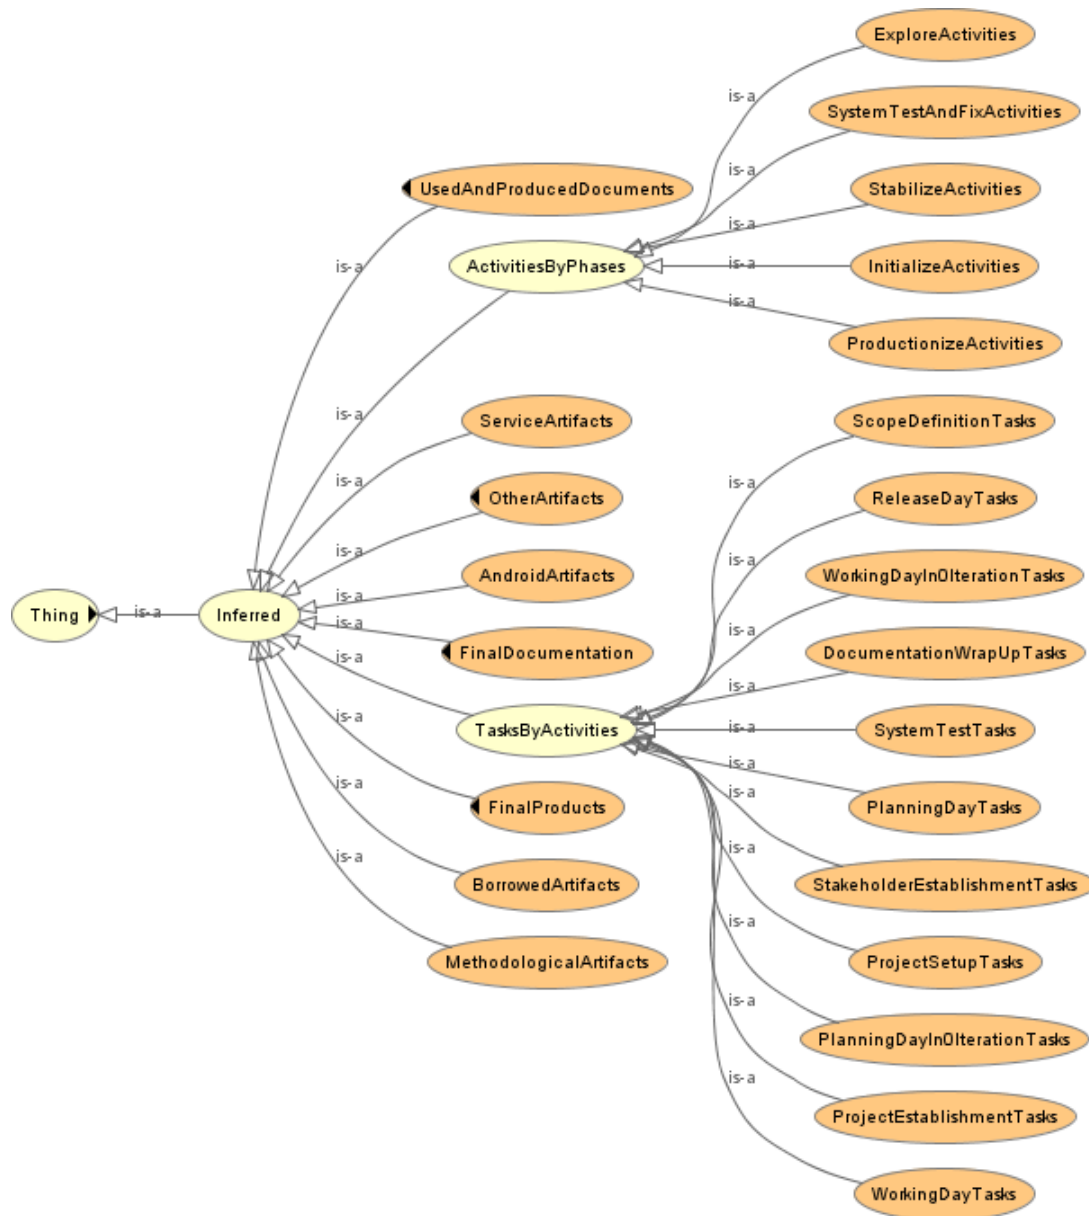 ExploreActivities
is-a
SystemTestAndFixActivities
is-a
UsedAndProducedDocuments
StabilizeActivities
is-a
is-a
ActivitiesByPhases
is-a
InitializeActivities
is-a
ProductionizeActivities
is-a
ServiceArtifacts
ScopeDefinitionTasks
is-a
is-a
OtherArtifacts
ReleaseDayTasks
is-a
is-a
AndroidArtifacts
WorkingDayIn0IterationTasks
is-a
Thing
is-a
Inferred
is-a
is-a
FinalDocumentation
DocumentationWrapUpTasks
is-a
is-a
is-a
TasksByActivities
is-a
SystemTestTasks
is-a
FinalProducts
PlanningDayTasks
is-a
is-a
is-a
is-a
BorrowedArtifacts
StakeholderEstablishmentTasks
is-a
MethodologicalArtifacts
ProjectSetupTasks
is-a
PlanningDayIn0IterationTasks
is-a
ProjectEstablishmentTasks
WorkingDayTasks